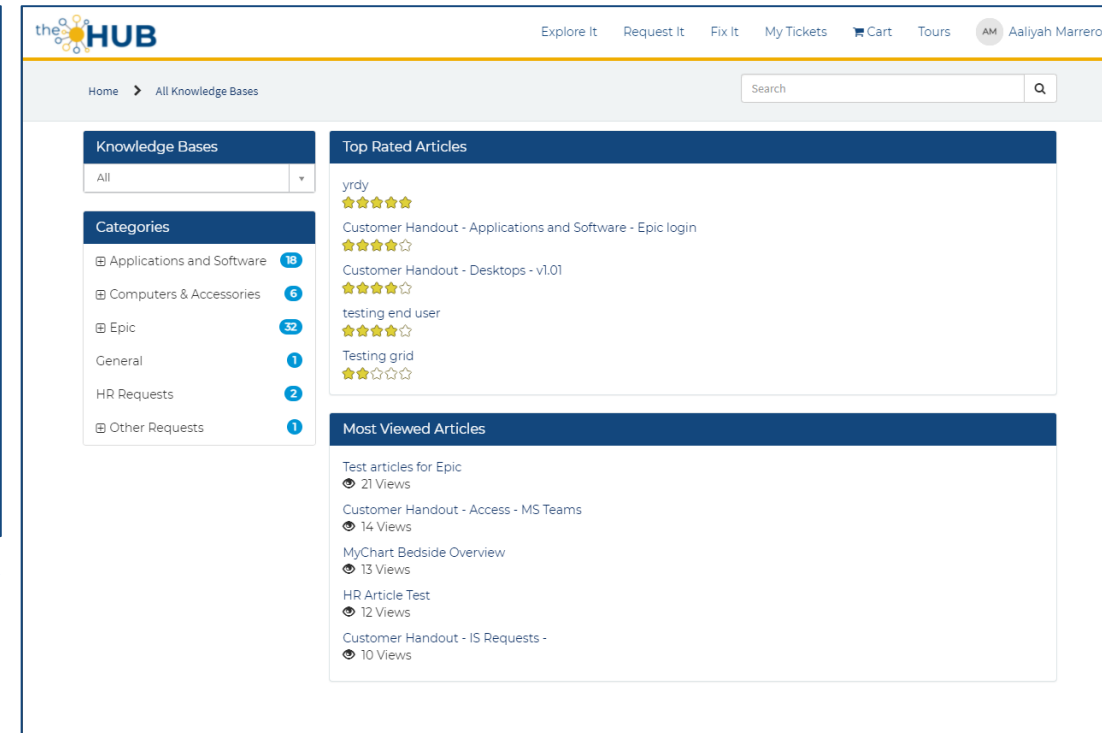 the HUB
Explore It Request It Fix It My Tickets Cart Tours AM Aaliyah Marrero
Home All Knowledge Bases
Search
Knowledge Bases
All
Categories
Applications and Software 18
Computers & Accessories 6
Epic 32
General 1
HR Requests 2
Other Requests 1
Top Rated Articles
yrdy
Customer Handout - Applications and Software - Epic login
Customer Handout - Desktops - v1.01
testing end user
Testing grid
Most Viewed Articles
Test articles for Epic
21 Views
Customer Handout - Access - MS Teams
14 Views
MyChart Bedside Overview
13 Views
HR Article Test
12 Views
Customer Handout - IS Requests -
10 Views